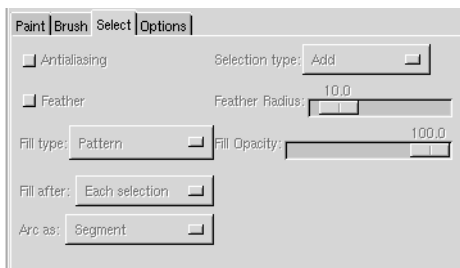 Paint Brush Select Options
Antialiasing Selection type: Add
Feather Feather Radius: 10.0
Fill type: Pattern Fill Opacity: 100.0
Fill after: Each selection
Arc as: Segment